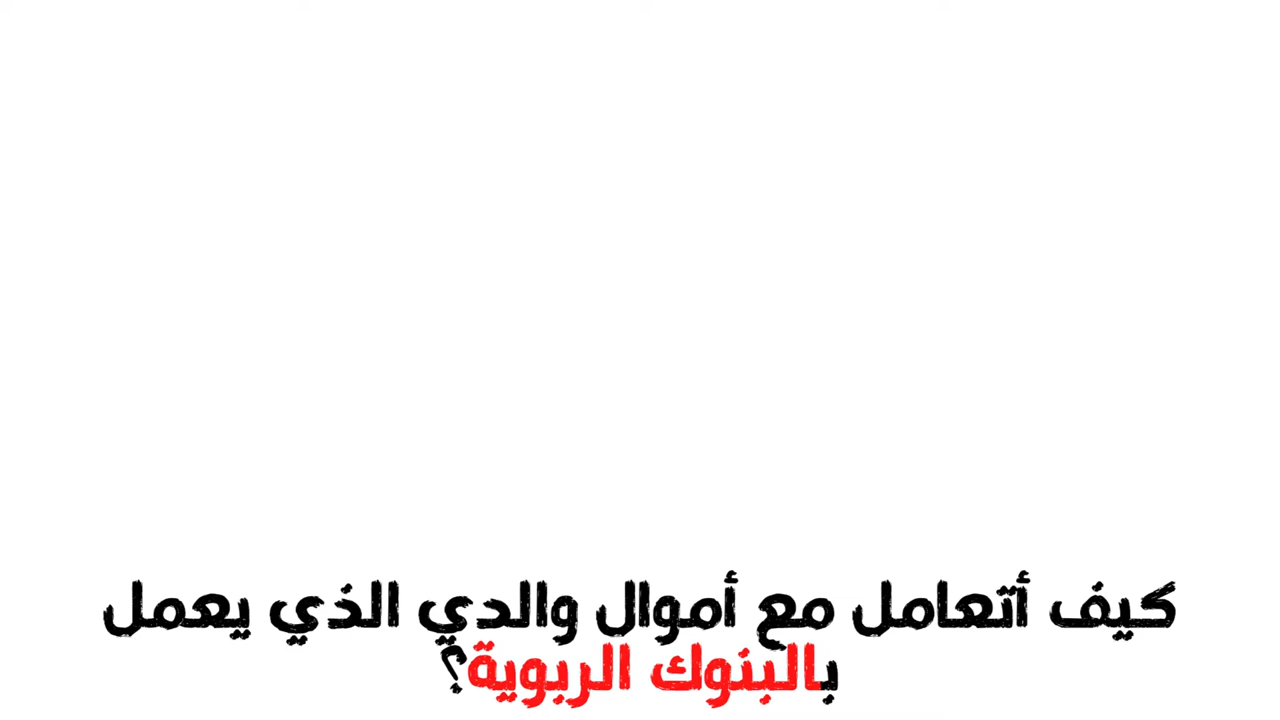 كيف أتعامل مع أموال والدي الذي يعمل
بالبنوك الربوية؟